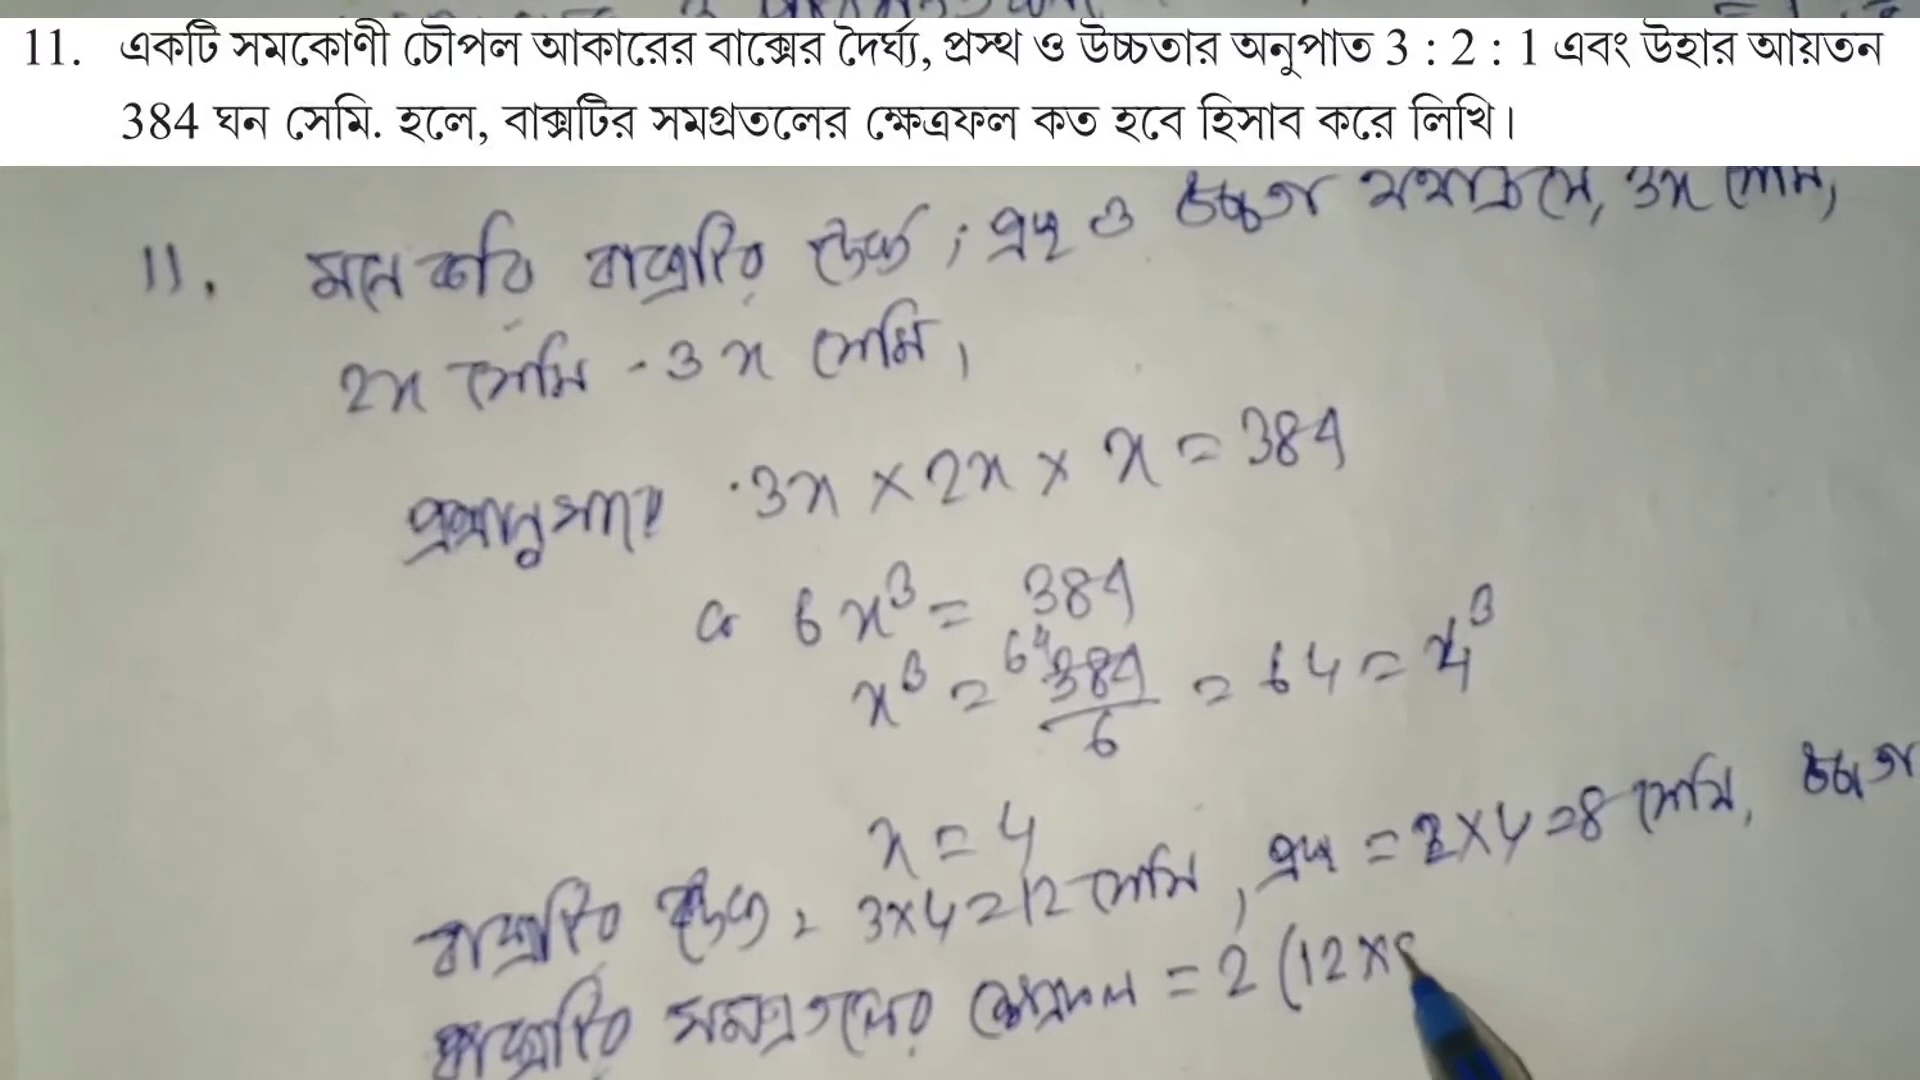 11. একটি সমকোণী চৌপল আকারের বাক্সের দৈর্ঘ্য, প্রস্থ ও উচ্চতার অনুপাত 3 : 2 : 1 এবং উহার আয়তন
384 ঘন সেমি. হলে, বাক্সটির সমগ্রতলের ক্ষেত্রফল কত হবে হিসাব করে লিখি।
11. মনে করি বাক্সটির দৈর্ঘ্য, প্রস্থ ও উচ্চতা যথাক্রমে, 3x সেমি,
2x সেমি 3x সেমি,
প্রশ্নানুসারে 3x × 2x × x = 384
বা 6x³ = 384
x³ = 64 384/6 = 64 = 4³
x = 4
বাক্সটির দৈর্ঘ্য = 3×4=12 সেমি, প্রস্থ = 2×4=8 সেমি, উচ্চতা
বাক্সটির সমগ্রতলের ক্ষেত্রফল = 2 (12×